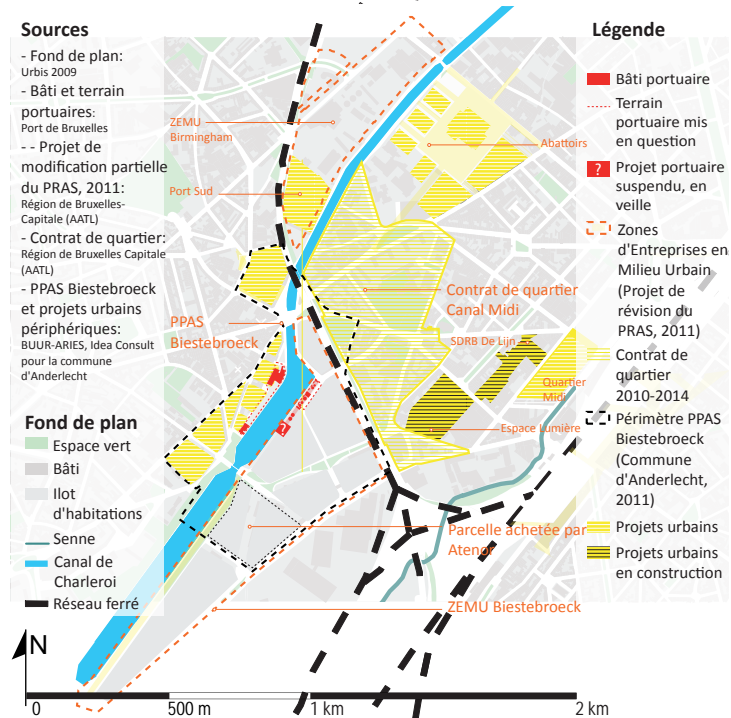 Sources
- Fond de plan:
Urbis 2009
- Bâti et terrain
portuaires:
Port de Bruxelles
- - Projet de
modification partielle
du PRAS, 2011:
Région de Bruxelles-
Capitale (AATL)
- Contrat de quartier:
Région de Bruxelles Capitale
(AATL)
- PPAS Biestebroeck
et projets urbains
périphériques:
BUUR-ARIES, Idea Consult
pour la commune
d'Anderlecht
Fond de plan
Espace vert
Bâti
Ilot
d'habitations
Senne
Canal de
Charleroi
Réseau ferré
ZEMU
Birmingham
Port Sud
Abattoirs
PPAS
Biestebroeck
Contrat de quartier
Canal Midi
SDRB De Lijn
Quartier
Midi
Espace Lumière
?
Parcelle achetée par
Atenor
ZEMU Biestebroeck
Légende
Bâti portuaire
Terrain
portuaire mis
en question
?
Projet portuaire
suspendu, en
veille
Zones
d'Entreprises en
Milieu Urbain
(Projet de
révision du
PRAS, 2011)
Contrat de
quartier
2010-2014
Périmètre PPAS
Biestebroeck
(Commune
d'Anderlecht,
2011)
Projets urbains
Projets urbains
en construction
N
0 500 m 1 km 2 km